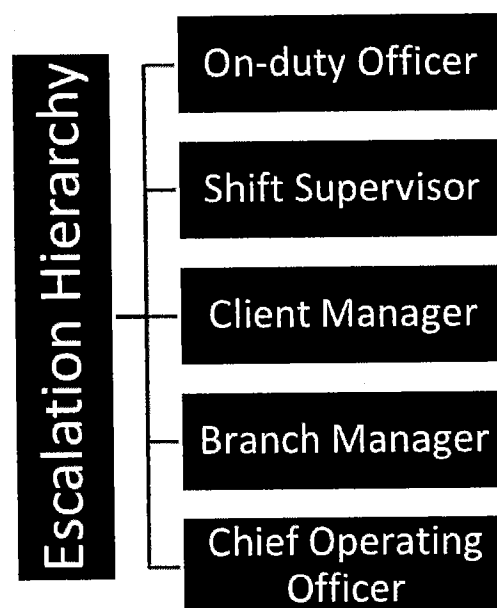 Escalation Hierarchy
On-duty Officer
Shift Supervisor
Client Manager
Branch Manager
Chief Operating
Officer